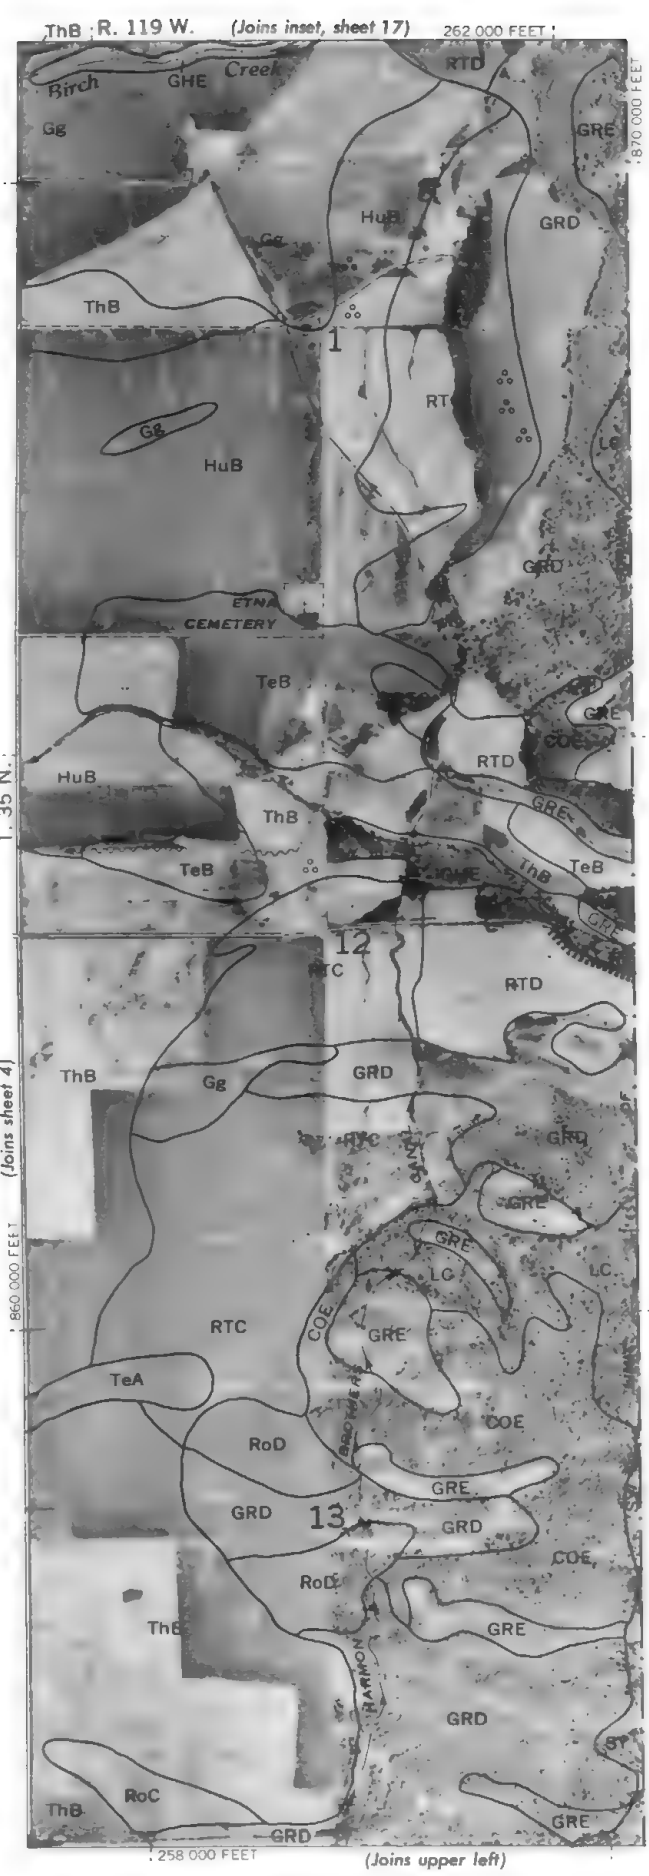 ThB R. 119 W. (Joins inset, sheet 17) 262 000 FEET
RTD
Birch Creek
GHE
870 000 FEET
Gg
GRE
HuB
GRD
Gg
ThB
1
RT
Gg
LC
HuB
GRD
ETNA
CEMETERY
TeB
GRE
COE
RTD
HuB
T. 35 N.
GRE
ThB
ThB
TeB
TeB
GHE
GRE
12
RTC
RTD
ThB
Gg
GRD
(Joins sheet 4)
RTC
CANAL
GRD
GRE
GRE
LC
LC
860 000 FEET
COE
RTC
GRE
TeA
BROTHERS
COE
RoD
GRE
GRD
13
GRD
COE
RoD
ThB
GRE
HARMON
GRD
RoC
ThB
GRE
GRD
258 000 FEET
(Joins upper left)